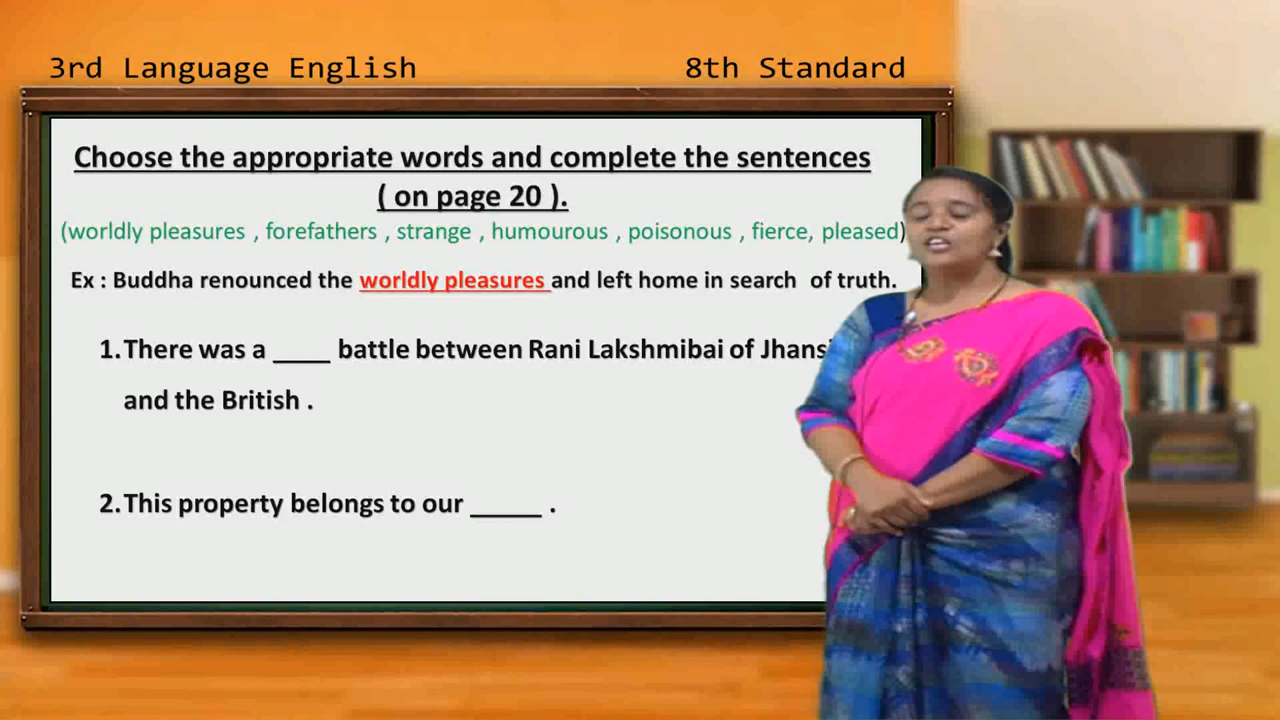 3rd Language English
8th Standard
Choose the appropriate words and complete the sentences
( on page 20 ).
(worldly pleasures , forefathers , strange , humourous , poisonous , fierce, pleased)
Ex : Buddha renounced the worldly pleasures and left home in search of truth.
1. There was a ____ battle between Rani Lakshmibai of Jhansi
and the British .
2. This property belongs to our _____ .